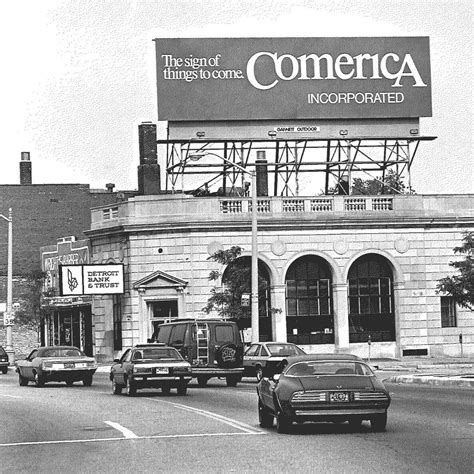 The sign of
things to come.
ComericA
INCORPORATED
GANNETT OUTDOOR
DETROIT
BANK
& TRUST